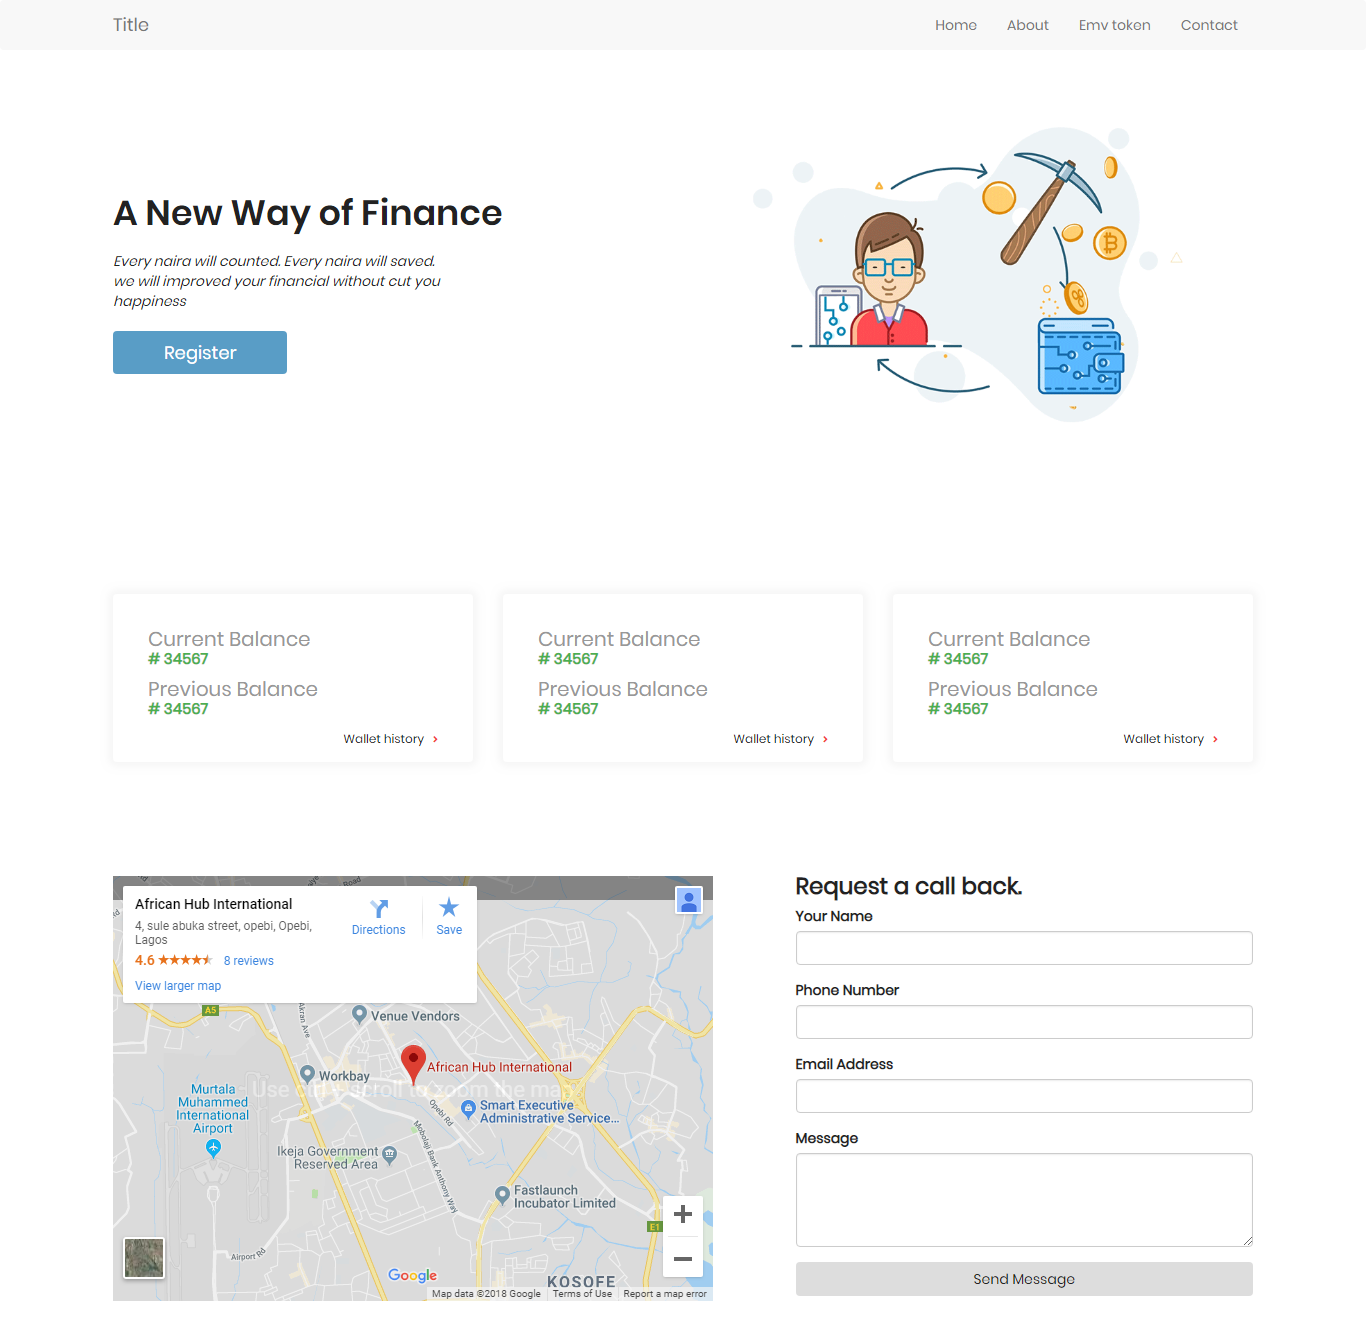 Title
Home
About
Emv token
Contact
A New Way of Finance
Every naira will counted. Every naira will saved.
we will improved your financial without cut you
happiness
Register
Current Balance
# 34567
Previous Balance
# 34567
Wallet history
Current Balance
# 34567
Previous Balance
# 34567
Wallet history
Current Balance
# 34567
Previous Balance
# 34567
Wallet history
African Hub International
4, sule abuka street, opebi, Opebi,
Lagos
4.6
8 reviews
View larger map
Directions
Save
Road
Rd
A5
Akran Ave
Venue Vendors
African Hub International
Workbay
Use ctrl + scroll to zoom the map
Murtala
Muhammed
International
Airport
Opebi Rd
Smart Executive
Administrative Service...
Mobolaji Bank Anthony Way
Ikeja Government
Reserved Area
Fastlaunch
Incubator Limited
E1
Airport Rd
Google
KOSOFE
Map data ©2018 Google
Terms of Use
Report a map error
Request a call back.
Your Name
Phone Number
Email Address
Message
Send Message